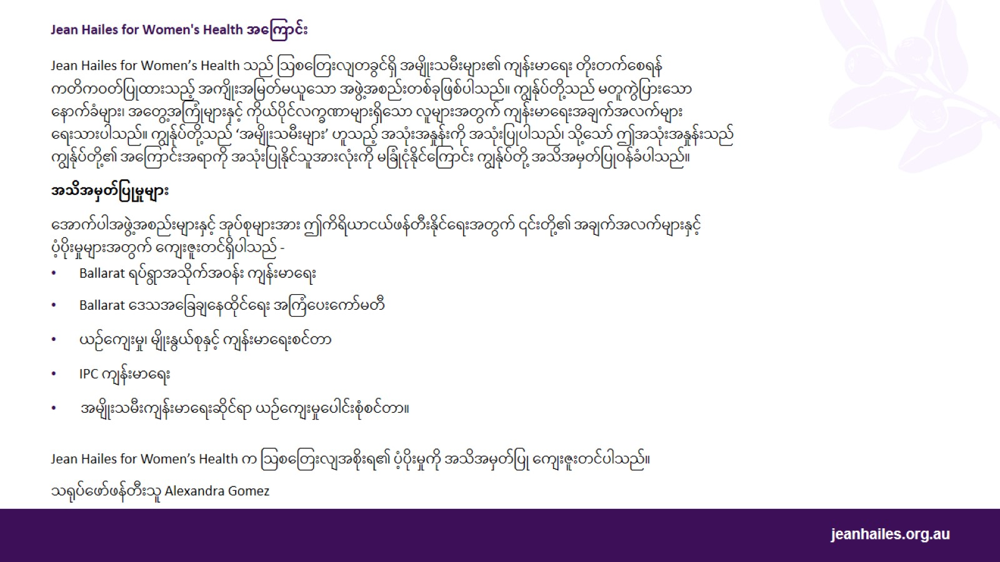 Jean Hailes for Women's Health အကြောင်း
Jean Hailes for Women’s Health သည် ဩစတြေးလျတခွင်ရှိ အမျိုးသမီးများ၏ ကျန်းမာရေး တိုးတက်စေရန်
ကတိကဝတ်ပြုထားသည့် အကျိုးအမြတ်မယူသော အဖွဲ့အစည်းတစ်ခုဖြစ်ပါသည်။ ကျွန်ုပ်တို့သည် မတူကွဲပြားသော
နောက်ခံများ၊ အတွေ့အကြုံများနှင့် ကိုယ်ပိုင်လက္ခဏာများရှိသော လူများအတွက် ကျန်းမာရေးအချက်အလက်များ
ရေးသားပါသည်။ ကျွန်ုပ်တို့သည် ‘အမျိုးသမီးများ’ ဟူသည့် အသုံးအနှုန်းကို အသုံးပြုပါသည်၊ သို့သော် ဤအသုံးအနှုန်းသည်
ကျွန်ုပ်တို့၏ အကြောင်းအရာကို အသုံးပြုနိုင်သူအားလုံးကို မခြုံငုံနိုင်ကြောင်း ကျွန်ုပ်တို့ အသိအမှတ်ပြုဝန်ခံပါသည်။
အသိအမှတ်ပြုမှုများ
အောက်ပါအဖွဲ့အစည်းများနှင့် အုပ်စုများအား ဤကိရိယာငယ်ဖန်တီးနိုင်ရေးအတွက် ၎င်းတို့၏ အချက်အလက်များနှင့်
ပံ့ပိုးမှုများအတွက် ကျေးဇူးတင်ရှိပါသည် -
• Ballarat ရပ်ရွာအသိုက်အဝန်း ကျန်းမာရေး
• Ballarat ဒေသအခြေချနေထိုင်ရေး အကြံပေးကော်မတီ
• ယဉ်ကျေးမှု၊ မျိုးနွယ်စုနှင့် ကျန်းမာရေးစင်တာ
• IPC ကျန်းမာရေး
• အမျိုးသမီးကျန်းမာရေးဆိုင်ရာ ယဉ်ကျေးမှုပေါင်းစုံစင်တာ။
Jean Hailes for Women’s Health က ဩစတြေးလျအစိုးရ၏ ပံ့ပိုးမှုကို အသိအမှတ်ပြု ကျေးဇူးတင်ပါသည်။
သရုပ်ဖော်ဖန်တီးသူ Alexandra Gomez
jeanhailes.org.au